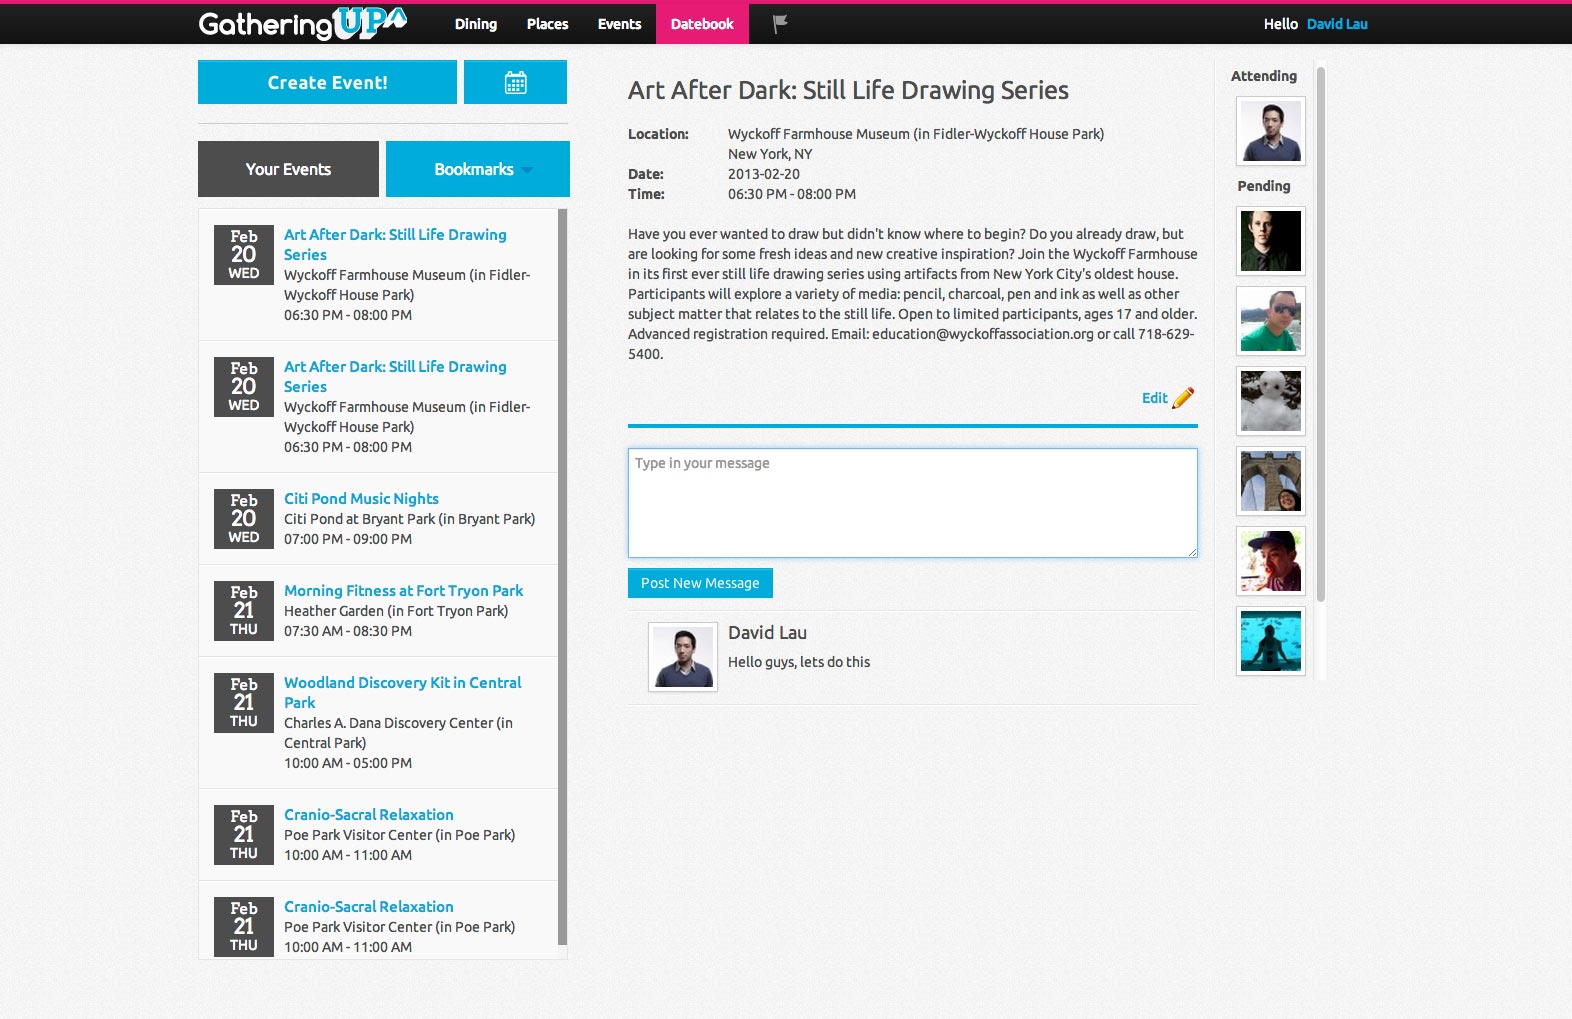 GatheringUP^
Dining
Places
Events
Datebook
Hello David Lau
Create Event!
Your Events
Bookmarks
Feb
20
WED
Art After Dark: Still Life Drawing
Series
Wyckoff Farmhouse Museum (in Fidler-
Wyckoff House Park)
06:30 PM - 08:00 PM
Feb
20
WED
Art After Dark: Still Life Drawing
Series
Wyckoff Farmhouse Museum (in Fidler-
Wyckoff House Park)
06:30 PM - 08:00 PM
Feb
20
WED
Citi Pond Music Nights
Citi Pond at Bryant Park (in Bryant Park)
07:00 PM - 09:00 PM
Feb
21
THU
Morning Fitness at Fort Tryon Park
Heather Garden (in Fort Tryon Park)
07:30 AM - 08:30 PM
Feb
21
THU
Woodland Discovery Kit in Central
Park
Charles A. Dana Discovery Center (in
Central Park)
10:00 AM - 05:00 PM
Feb
21
THU
Cranio-Sacral Relaxation
Poe Park Visitor Center (in Poe Park)
10:00 AM - 11:00 AM
Feb
21
THU
Cranio-Sacral Relaxation
Poe Park Visitor Center (in Poe Park)
10:00 AM - 11:00 AM
Art After Dark: Still Life Drawing Series
Location: Wyckoff Farmhouse Museum (in Fidler-Wyckoff House Park)
New York, NY
Date: 2013-02-20
Time: 06:30 PM - 08:00 PM
Have you ever wanted to draw but didn't know where to begin? Do you already draw, but
are looking for some fresh ideas and new creative inspiration? Join the Wyckoff Farmhouse
in its first ever still life drawing series using artifacts from New York City's oldest house.
Participants will explore a variety of media: pencil, charcoal, pen and ink as well as other
subject matter that relates to the still life. Open to limited participants, ages 17 and older.
Advanced registration required. Email: education@wyckoffassociation.org or call 718-629-
5400.
Edit
Type in your message
Post New Message
David Lau
Hello guys, lets do this
Attending
Pending